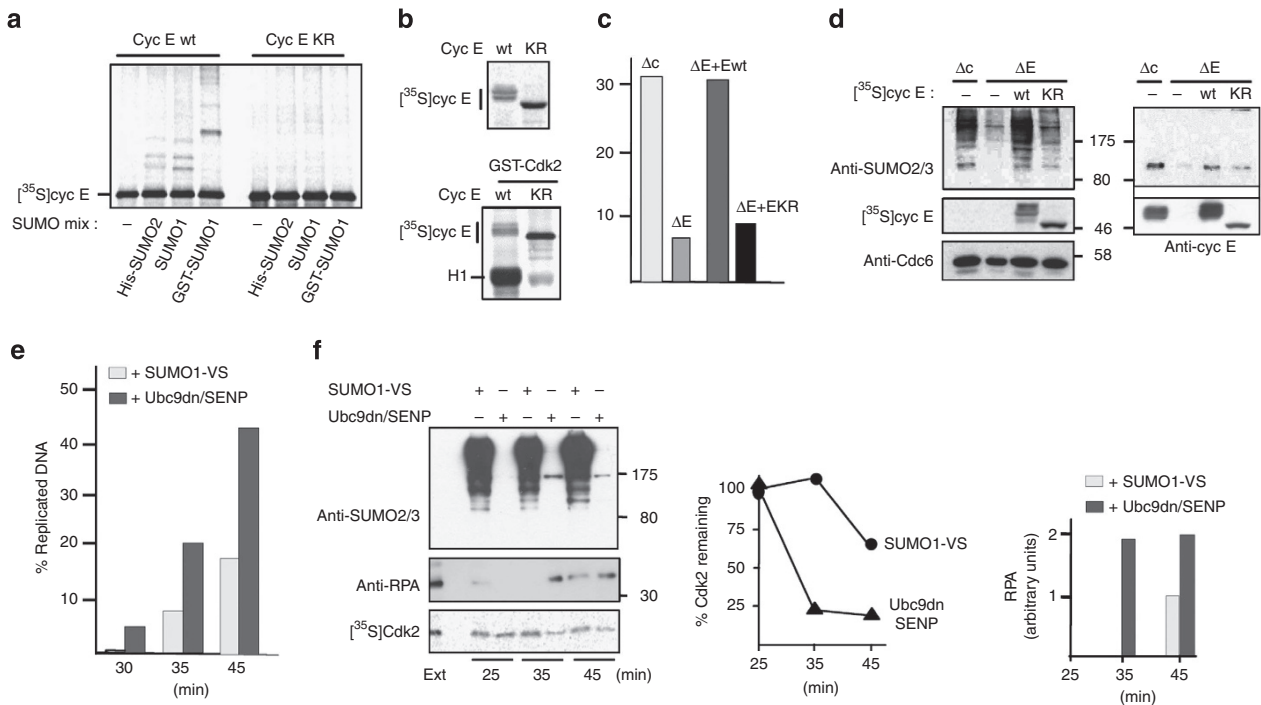 a
Cyc E wt
Cyc E KR
[³⁵S]cyc E
SUMO mix :
–
His-SUMO2
SUMO1
GST-SUMO1
–
His-SUMO2
SUMO1
GST-SUMO1
b
Cyc E wt KR
[³⁵S]cyc E
GST-Cdk2
Cyc E wt KR
[³⁵S]cyc E
H1
c
30
20
10
Δc
ΔE
ΔE+Ewt
ΔE+EKR
d
Δc ΔE
[³⁵S]cyc E : – – wt KR
Anti-SUMO2/3
[³⁵S]cyc E
Anti-Cdc6
175
80
46
58
Δc ΔE
– – wt KR
Anti-cyc E
e
+ SUMO1-VS
+ Ubc9dn/SENP
% Replicated DNA
50
40
30
20
10
30 35 45
(min)
f
SUMO1-VS + – + – + –
Ubc9dn/SENP – + – + – +
Anti-SUMO2/3
175
80
Anti-RPA
30
[³⁵S]Cdk2
Ext 25 35 45 (min)
% Cdk2 remaining
100
75
50
25
SUMO1-VS
Ubc9dn
SENP
25 35 45
(min)
+ SUMO1-VS
+ Ubc9dn/SENP
RPA
(arbitrary units)
2
1
25 35 45
(min)